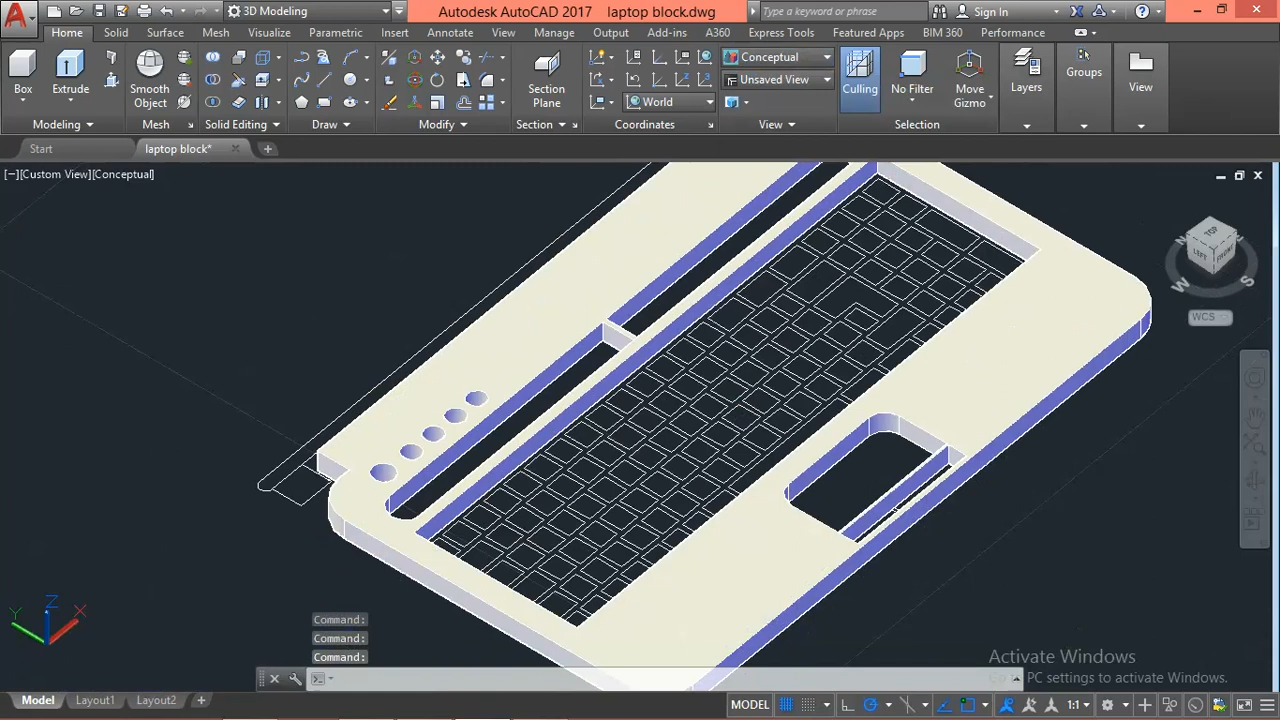 Autodesk AutoCAD 2017 laptop block.dwg
3D Modeling
Type a keyword or phrase
Sign In
Home Solid Surface Mesh Visualize Parametric Insert Annotate View Manage Output Add-ins A360 Express Tools Featured Apps BIM 360 Performance
Box
Extrude
Smooth
Object
Section
Plane
World
Conceptual
Unsaved View
Culling
No Filter
Move
Gizmo
Layers
Groups
View
Modeling Mesh Solid Editing Draw Modify Section Coordinates View Selection
Start laptop block*
[−][Custom View][Conceptual]
TOP
LEFT FRONT
N
W S
WCS
Z
Y X
Command:
Command:
Command:
Activate Windows
Go to PC settings to activate Windows.
Model Layout1 Layout2
MODEL
1:1